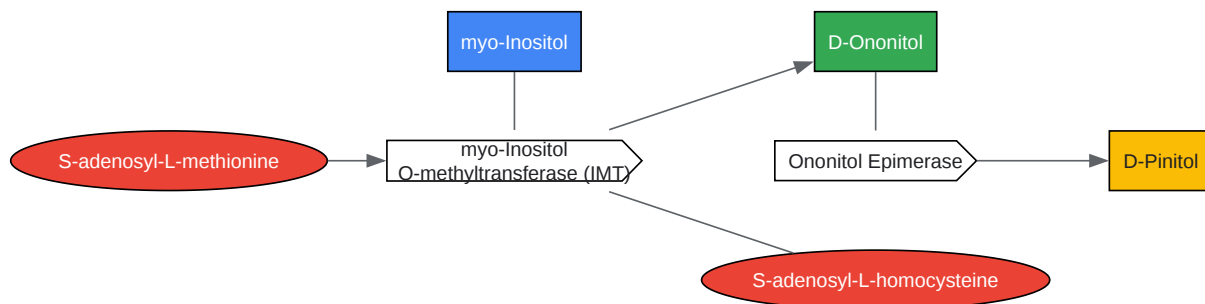 myo-Inositol
D-Ononitol
S-adenosyl-L-methionine
myo-Inositol
O-methyltransferase (IMT)
Ononitol Epimerase
D-Pinitol
S-adenosyl-L-homocysteine